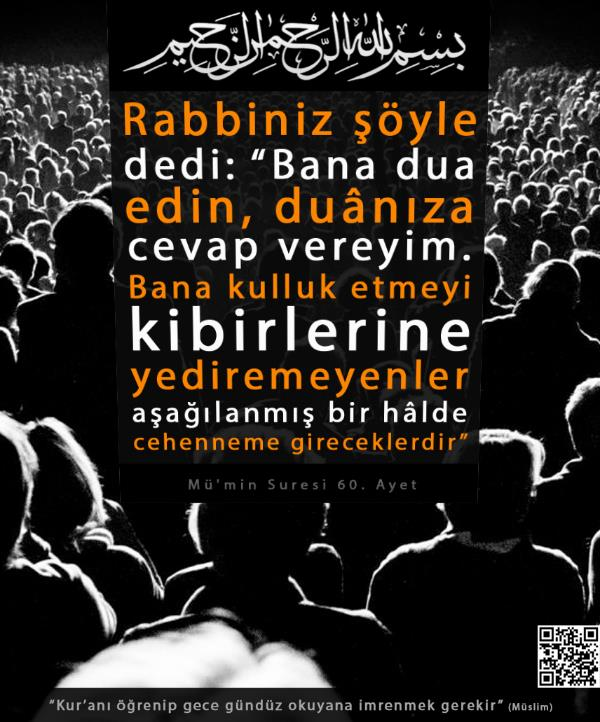 بسم الله الرحمن الرحيم
Rabbiniz şöyle
dedi: “Bana dua
edin, duânıza
cevap vereyim.
Bana kulluk etmeyi
kibirlerine
yediremeyenler
aşağılanmış bir hâlde
cehenneme gireceklerdir”
Mü'min Suresi 60. Ayet
“Kur’anı öğrenip gece gündüz okuyana imrenmek gerekir” (Müslim)